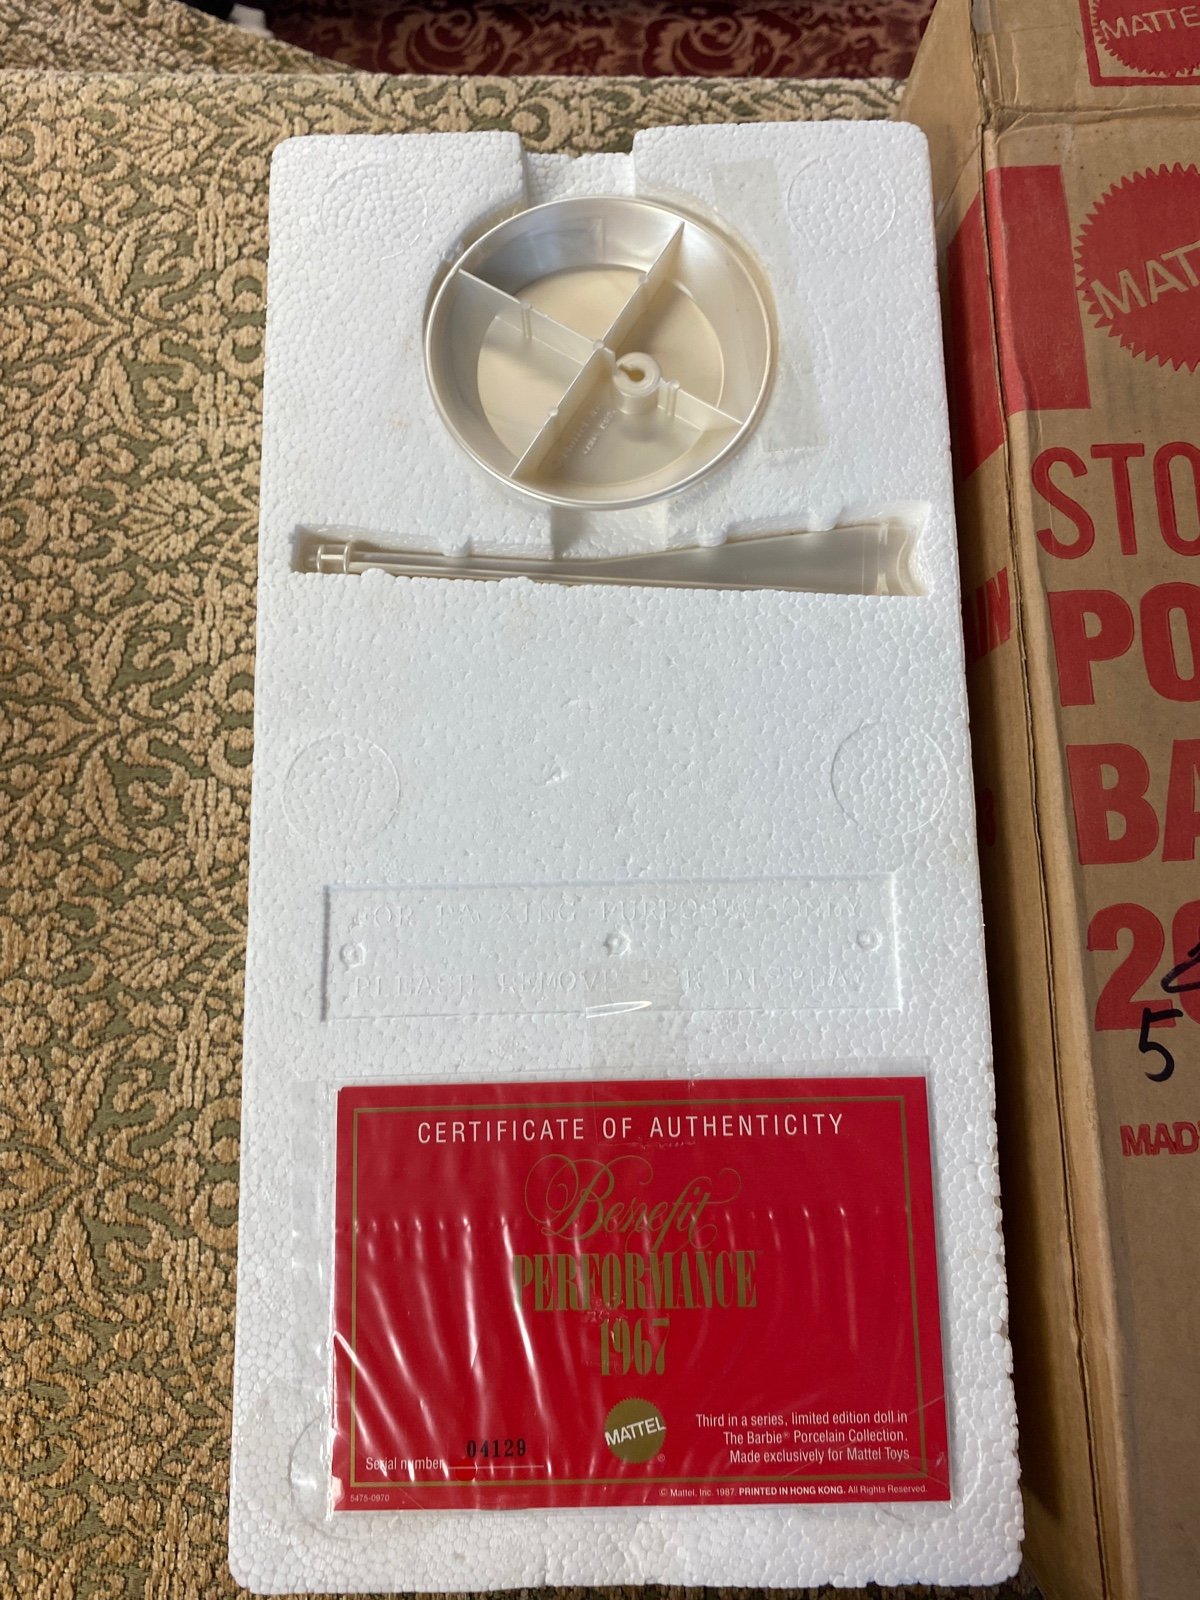 FOR PACKING PURPOSES ONLY
PLEASE REMOVE FOR DISPLAY
CERTIFICATE OF AUTHENTICITY
Benefit
PERFORMANCE
1967
MATTEL
Third in a series, limited edition doll in
The Barbie® Porcelain Collection.
Made exclusively for Mattel Toys
Serial number 04129
5475-0970
© Mattel, Inc. 1987. PRINTED IN HONG KONG. All Rights Reserved.
MATTE
MAT
STO
PO
BA
2
5
MAD